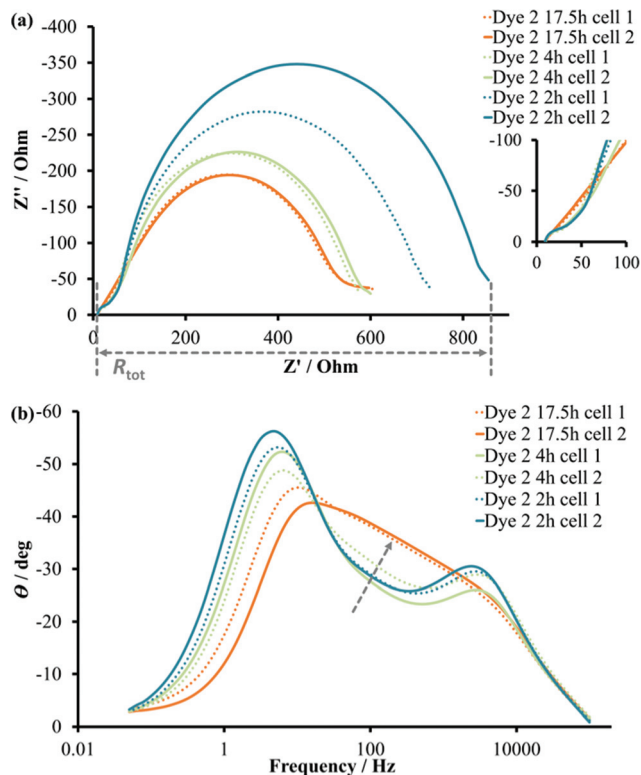 (a)
-400
-350
-300
-250
-200
-150
-100
-50
0
Z'' / Ohm
Dye 2 17.5h cell 1
Dye 2 17.5h cell 2
Dye 2 4h cell 1
Dye 2 4h cell 2
Dye 2 2h cell 1
Dye 2 2h cell 2
-100
-50
0
0 50 100
0 200 400 600 800
Rtot
Z' / Ohm
(b)
-60
-50
-40
-30
-20
-10
0
Θ / deg
Dye 2 17.5h cell 1
Dye 2 17.5h cell 2
Dye 2 4h cell 1
Dye 2 4h cell 2
Dye 2 2h cell 1
Dye 2 2h cell 2
0.01 1 100 10000
Frequency / Hz